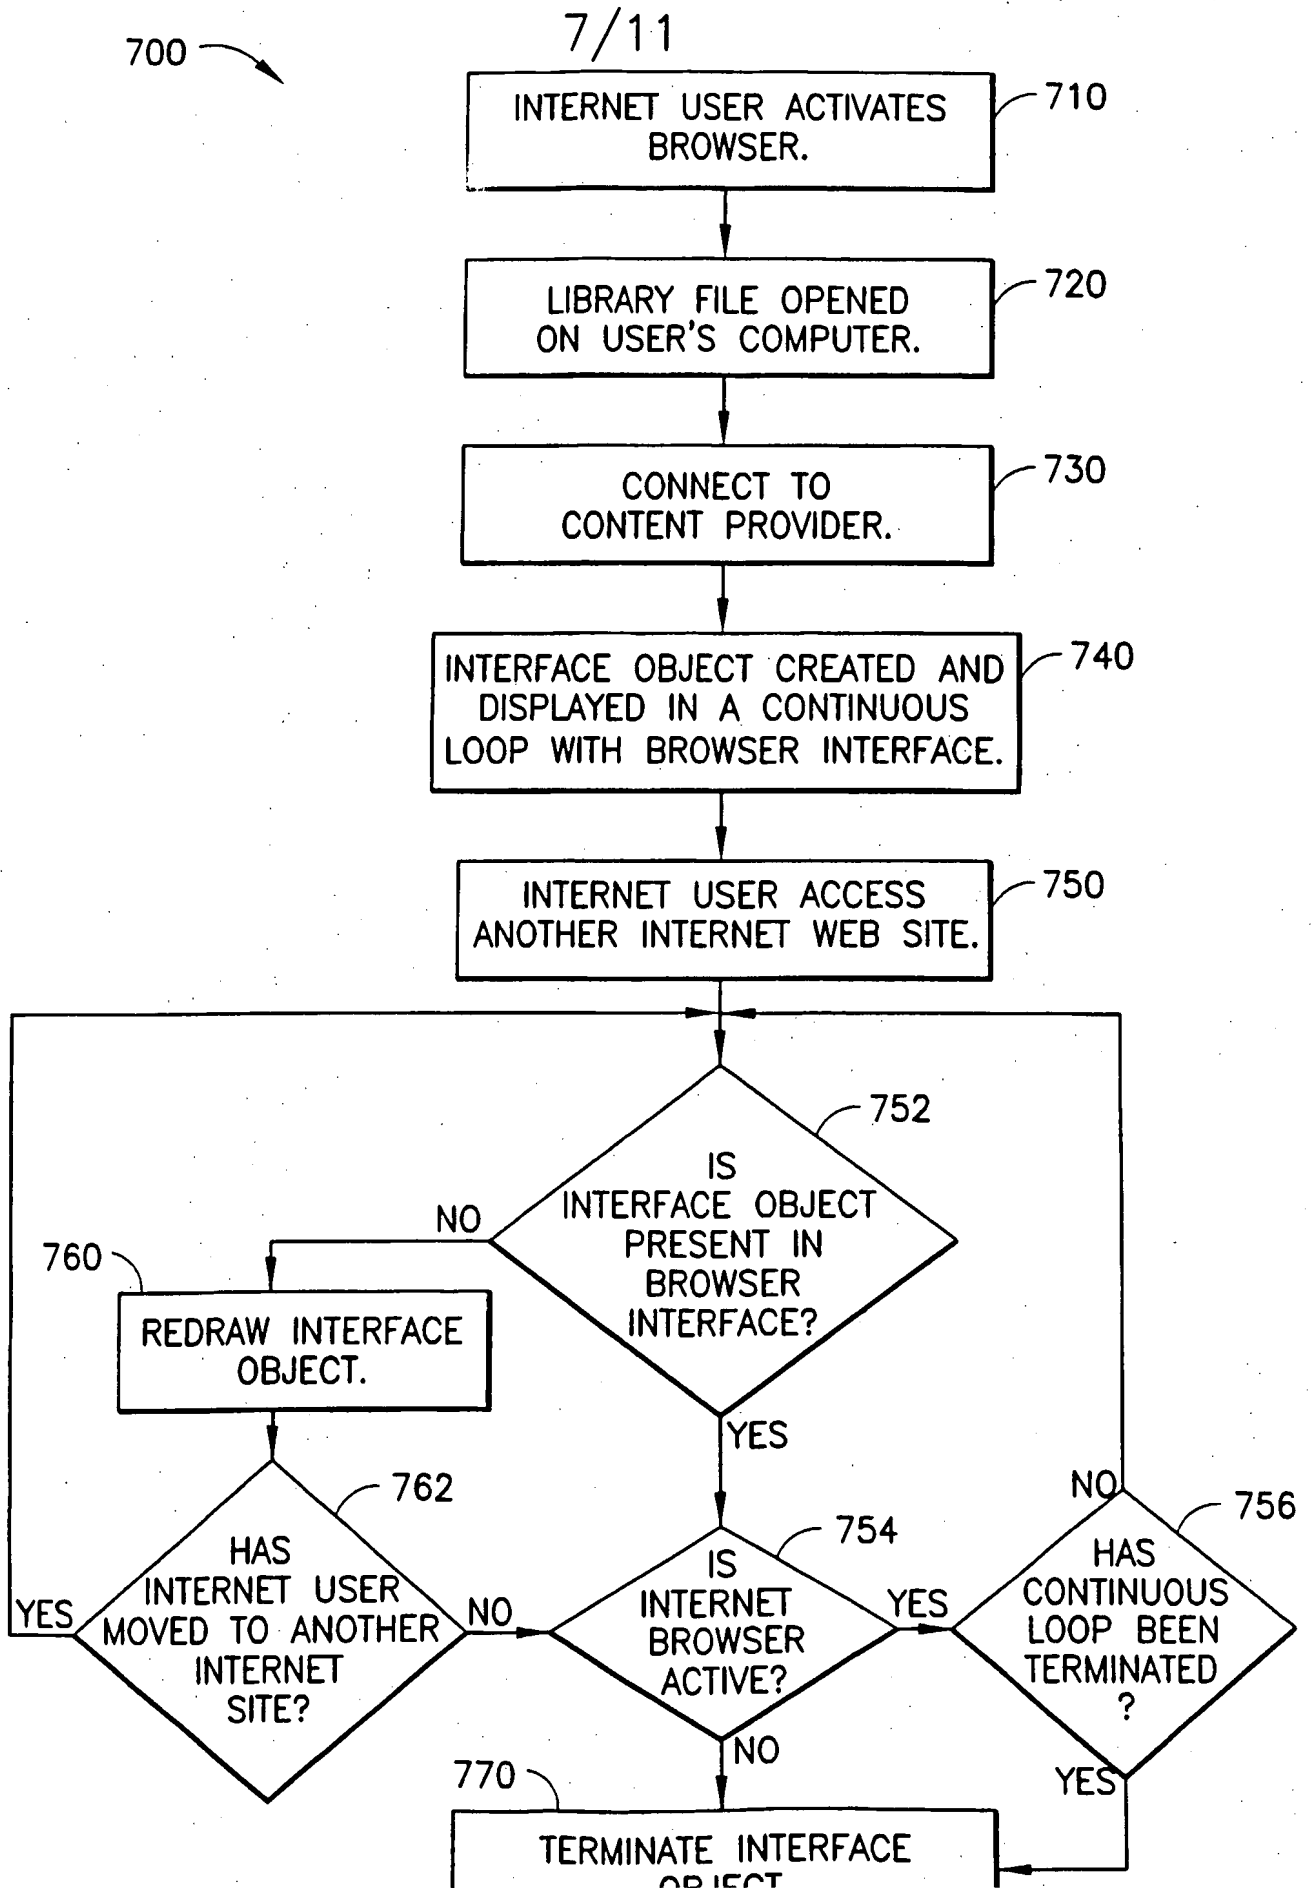 7/11
700
INTERNET USER ACTIVATES
BROWSER.
710
LIBRARY FILE OPENED
ON USER'S COMPUTER.
720
CONNECT TO
CONTENT PROVIDER.
730
INTERFACE OBJECT CREATED AND
DISPLAYED IN A CONTINUOUS
LOOP WITH BROWSER INTERFACE.
740
INTERNET USER ACCESS
ANOTHER INTERNET WEB SITE.
750
752
IS
INTERFACE OBJECT
PRESENT IN
BROWSER
INTERFACE?
NO
YES
760
REDRAW INTERFACE
OBJECT.
762
HAS
INTERNET USER
MOVED TO ANOTHER
INTERNET
SITE?
YES
NO
754
IS
INTERNET
BROWSER
ACTIVE?
YES
NO
756
HAS
CONTINUOUS
LOOP BEEN
TERMINATED
?
NO
YES
770
TERMINATE INTERFACE
OBJECT